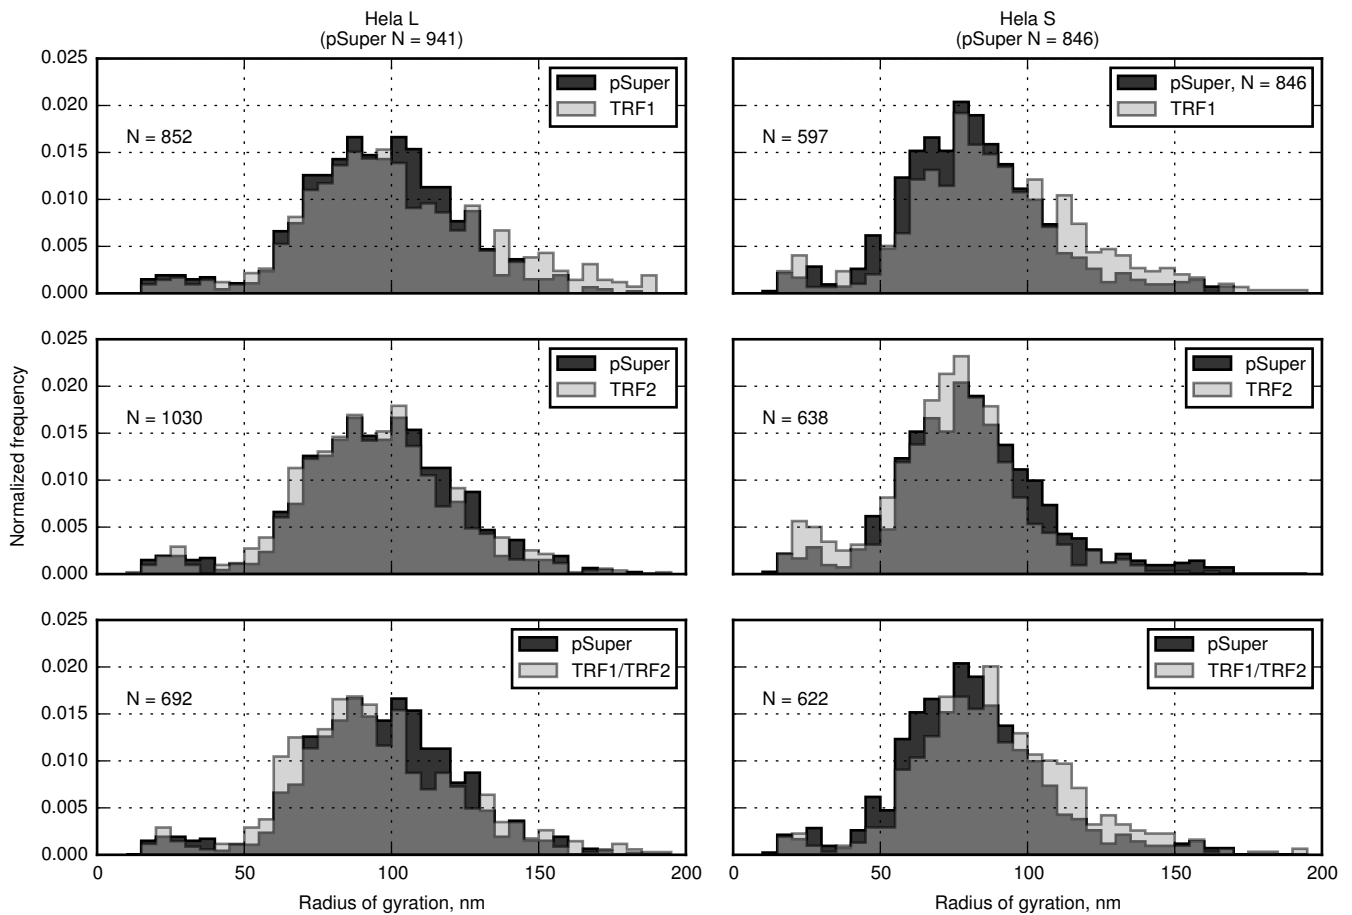 Hela L
(pSuper N = 941)
Hela S
(pSuper N = 846)
0.025
0.020
0.015
0.010
0.005
0.000
N = 852
pSuper
TRF1
N = 597
pSuper, N = 846
TRF1
Normalized frequency
0.025
0.020
0.015
0.010
0.005
0.000
N = 1030
pSuper
TRF2
N = 638
pSuper
TRF2
0.025
0.020
0.015
0.010
0.005
0.000
N = 692
pSuper
TRF1/TRF2
N = 622
pSuper
TRF1/TRF2
0 50 100 150 200
Radius of gyration, nm
0 50 100 150 200
Radius of gyration, nm